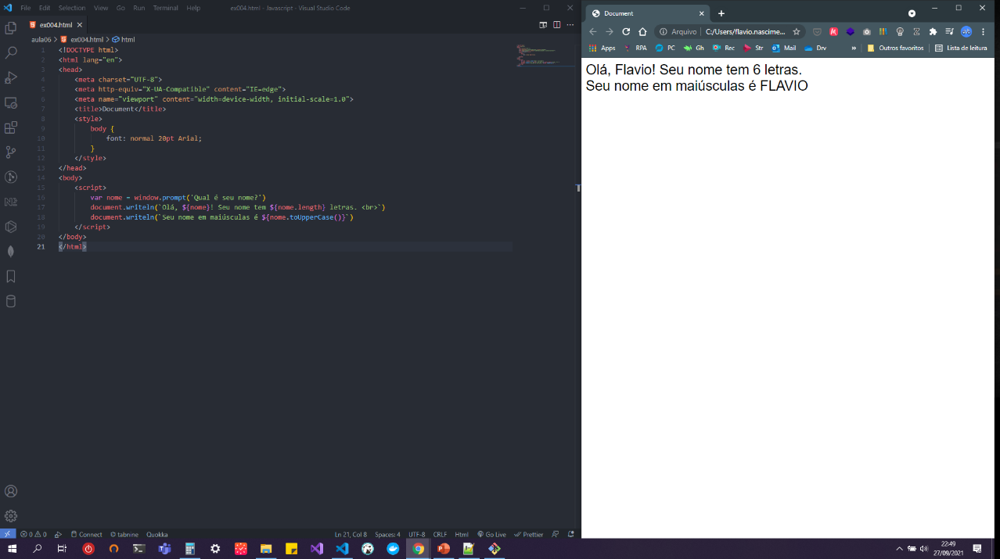 File Edit Selection View Go Run Terminal Help
ex004.html - Javascript - Visual Studio Code
ex004.html
aula06 > ex004.html > html
1 <!DOCTYPE html>
2 <html lang="en">
3 <head>
4 <meta charset="UTF-8">
5 <meta http-equiv="X-UA-Compatible" content="IE=edge">
6 <meta name="viewport" content="width=device-width, initial-scale=1.0">
7 <title>Document</title>
8 <style>
9 body {
10 font: normal 20pt Arial;
11 }
12 </style>
13 </head>
14 <body>
15 <script>
16 var nome = window.prompt('Qual é seu nome?')
17 document.writeln(`Olá, ${nome}! Seu nome tem ${nome.length} letras. <br>`)
18 document.writeln(`Seu nome em maiúsculas é ${nome.toUpperCase()}`)
19 </script>
20 </body>
21 </html>
0 0 Connect tabnine Quokka
Ln 21, Col 8 Spaces: 4 UTF-8 CRLF Html Go Live Prettier
Document
Arquivo C:/Users/flavio.nascime...
Apps RPA PC Gh Rec Str Mail Drv » Outros favoritos Lista de leitura
Olá, Flavio! Seu nome tem 6 letras.
Seu nome em maiúsculas é FLAVIO
22:49
27/09/2021